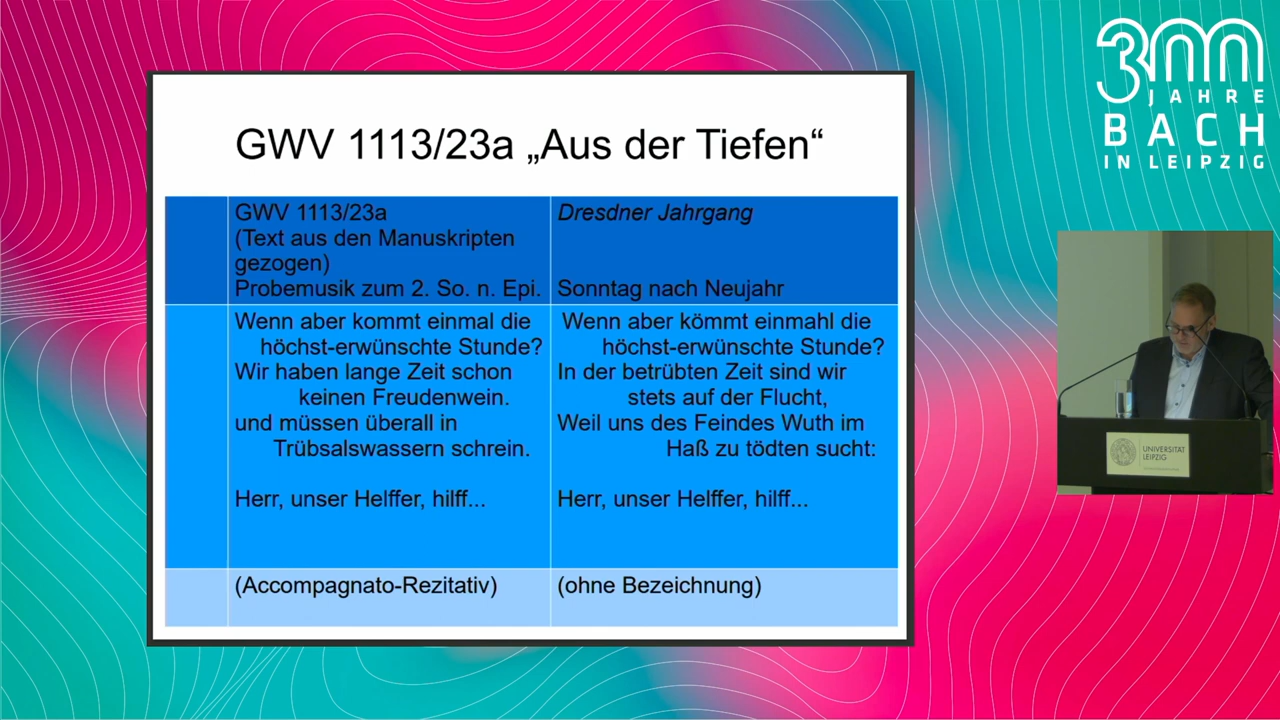 300
JAHRE
BACH
IN LEIPZIG
GWV 1113/23a „Aus der Tiefen“
GWV 1113/23a
(Text aus den Manuskripten
gezogen)
Probemusik zum 2. So. n. Epi.
Dresdner Jahrgang
Sonntag nach Neujahr
Wenn aber kommt einmal die
höchst-erwünschte Stunde?
Wir haben lange Zeit schon
keinen Freudenwein.
und müssen überall in
Trübsalswassern schrein.
Herr, unser Helffer, hilff...
Wenn aber kömmt einmahl die
höchst-erwünschte Stunde?
In der betrübten Zeit sind wir
stets auf der Flucht,
Weil uns des Feindes Wuth im
Haß zu tödten sucht:
Herr, unser Helffer, hilff...
(Accompagnato-Rezitativ)
(ohne Bezeichnung)
UNIVERSITÄT
LEIPZIG